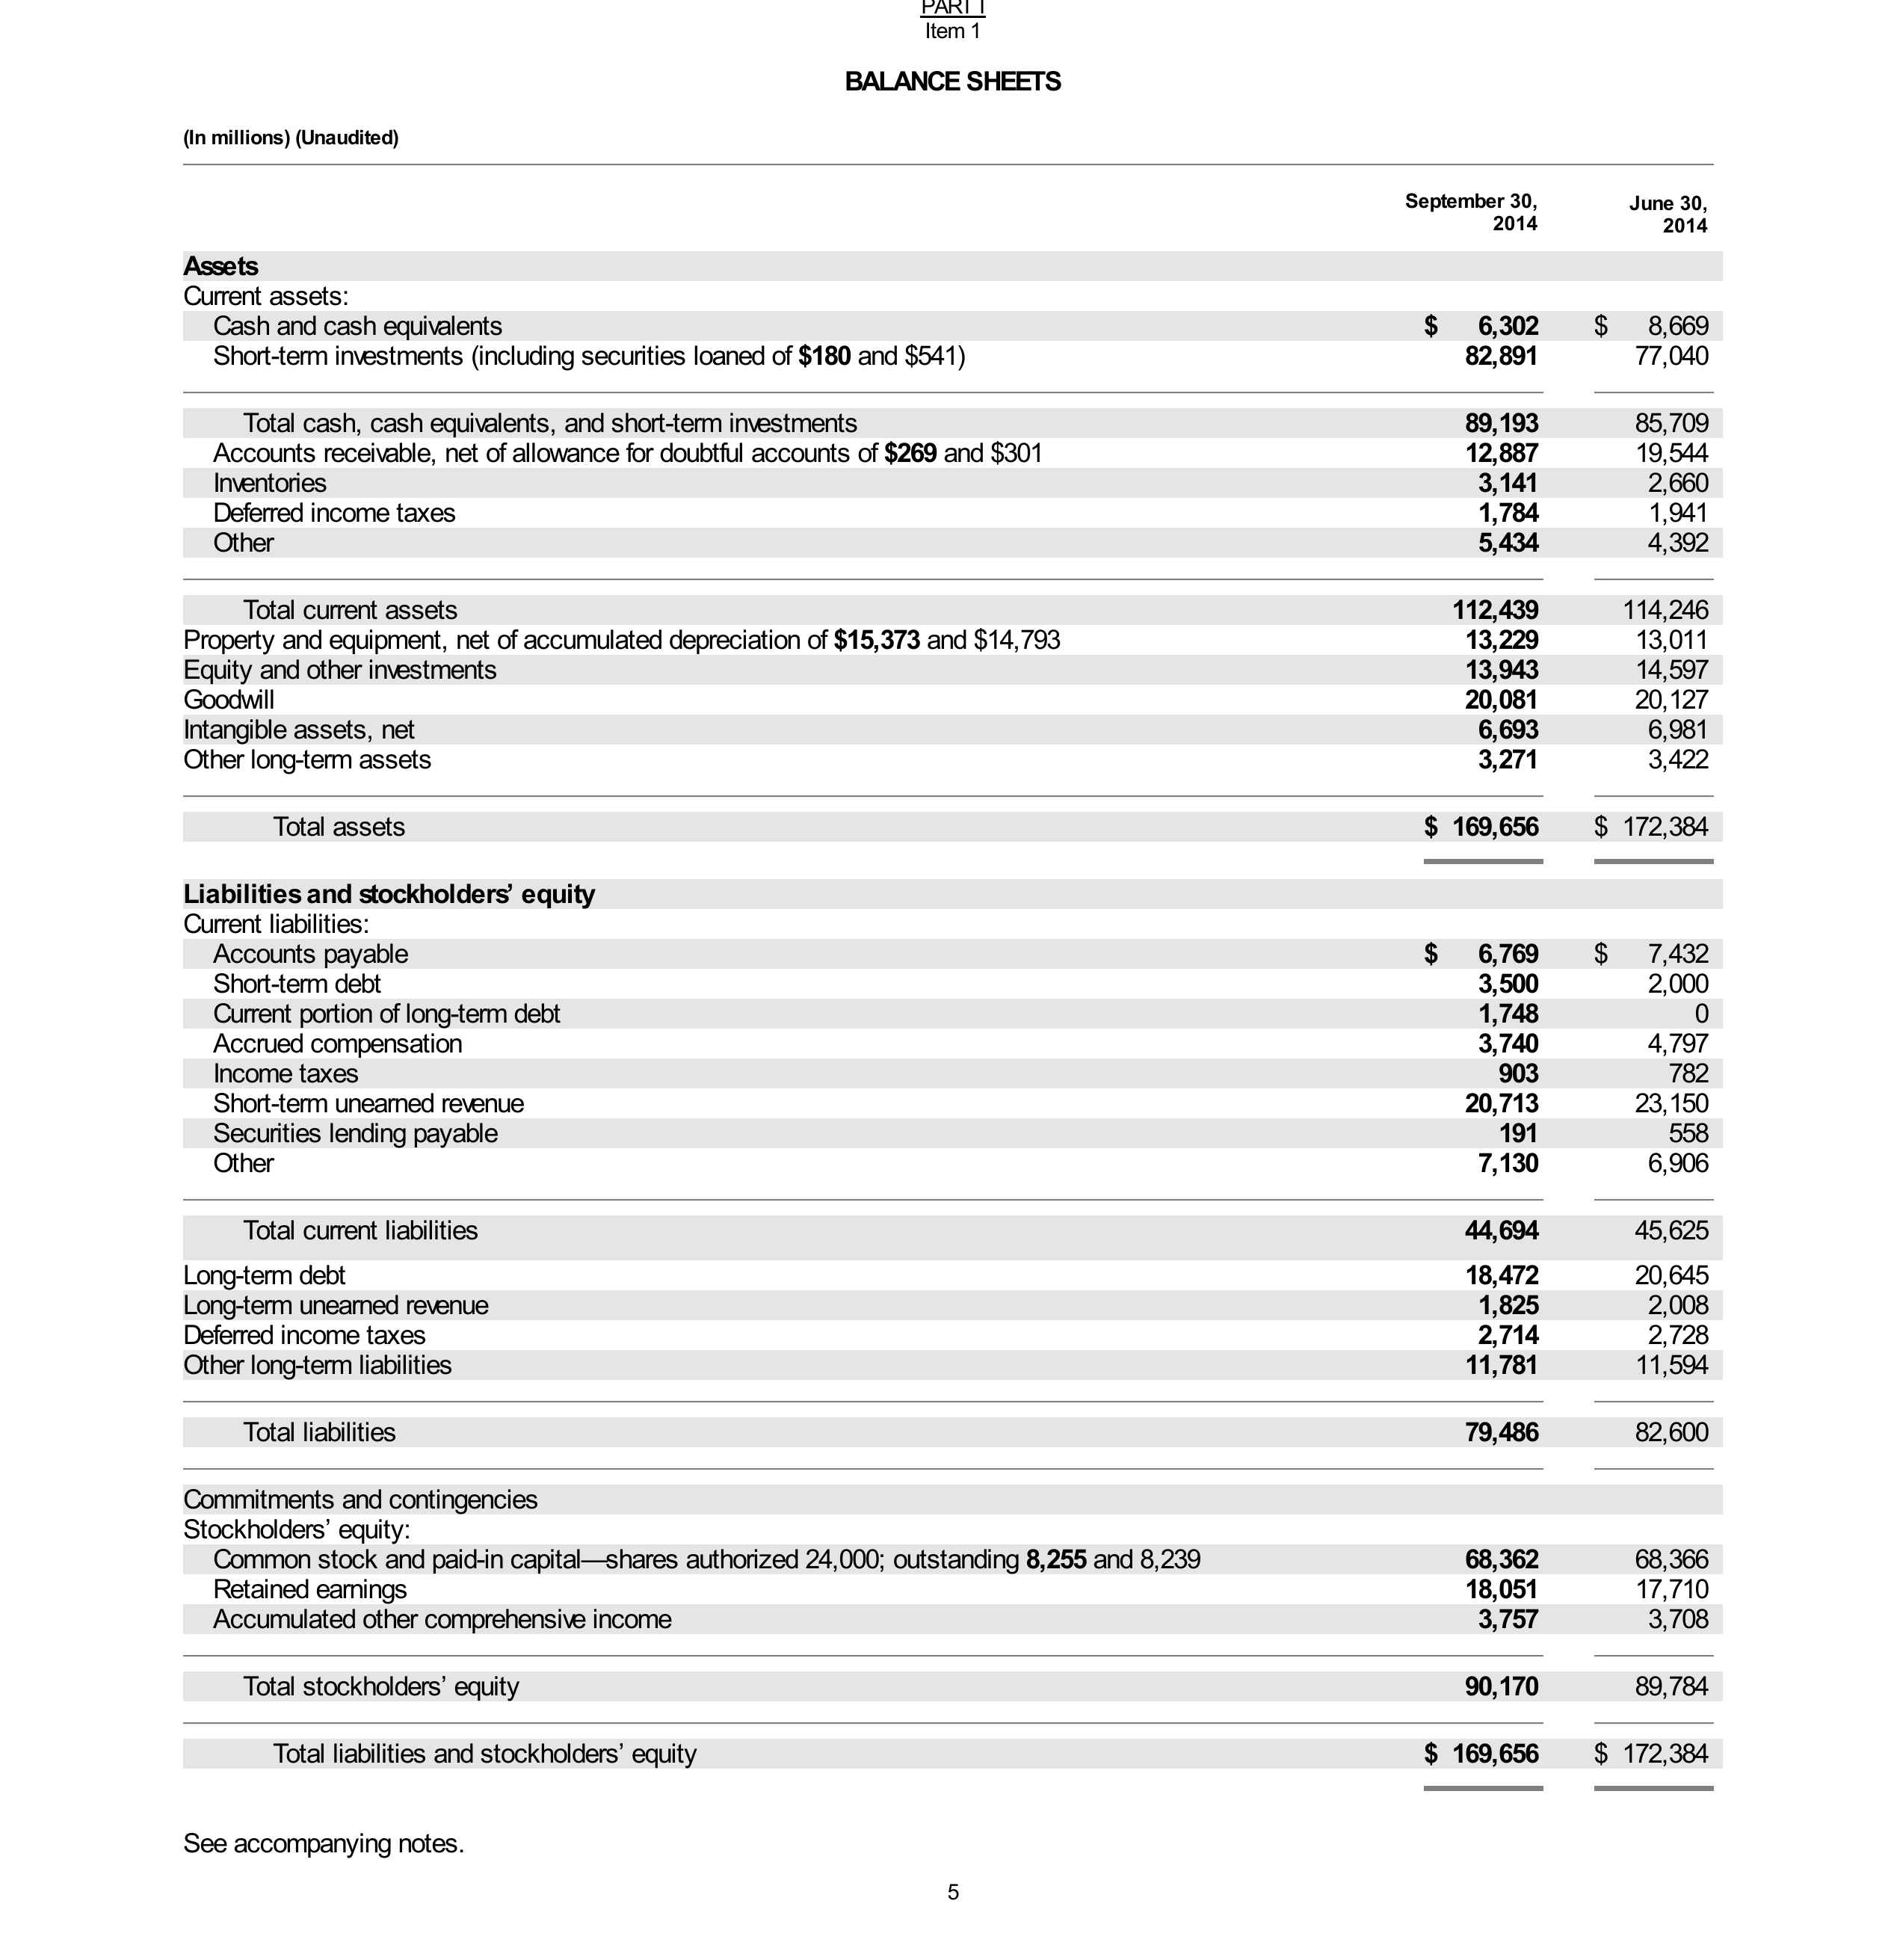 PART I
Item 1
BALANCE SHEETS
(In millions) (Unaudited)
September 30, 2014 June 30, 2014
Assets
Current assets:
Cash and cash equivalents $ 6,302 $ 8,669
Short-term investments (including securities loaned of $180 and $541) 82,891 77,040
Total cash, cash equivalents, and short-term investments 89,193 85,709
Accounts receivable, net of allowance for doubtful accounts of $269 and $301 12,887 19,544
Inventories 3,141 2,660
Deferred income taxes 1,784 1,941
Other 5,434 4,392
Total current assets 112,439 114,246
Property and equipment, net of accumulated depreciation of $15,373 and $14,793 13,229 13,011
Equity and other investments 13,943 14,597
Goodwill 20,081 20,127
Intangible assets, net 6,693 6,981
Other long-term assets 3,271 3,422
Total assets $ 169,656 $ 172,384
Liabilities and stockholders’ equity
Current liabilities:
Accounts payable $ 6,769 $ 7,432
Short-term debt 3,500 2,000
Current portion of long-term debt 1,748 0
Accrued compensation 3,740 4,797
Income taxes 903 782
Short-term unearned revenue 20,713 23,150
Securities lending payable 191 558
Other 7,130 6,906
Total current liabilities 44,694 45,625
Long-term debt 18,472 20,645
Long-term unearned revenue 1,825 2,008
Deferred income taxes 2,714 2,728
Other long-term liabilities 11,781 11,594
Total liabilities 79,486 82,600
Commitments and contingencies
Stockholders’ equity:
Common stock and paid-in capital—shares authorized 24,000; outstanding 8,255 and 8,239 68,362 68,366
Retained earnings 18,051 17,710
Accumulated other comprehensive income 3,757 3,708
Total stockholders’ equity 90,170 89,784
Total liabilities and stockholders’ equity $ 169,656 $ 172,384
See accompanying notes.
5